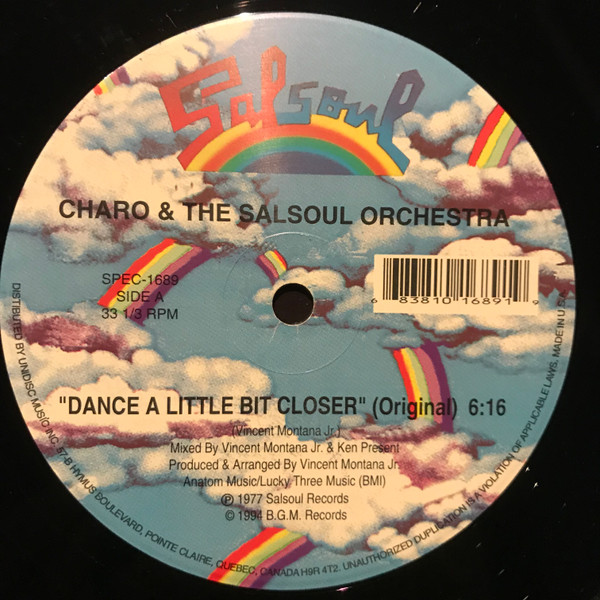 Salsoul
CHARO & THE SALSOUL ORCHESTRA
SPEC-1689
SIDE A
33 1/3 RPM
6 83810 16891 9
"DANCE A LITTLE BIT CLOSER" (Original) 6:16
(Vincent Montana Jr.)
Mixed By Vincent Montana Jr. & Ken Present
Produced & Arranged By Vincent Montana Jr.
Anatom Music/Lucky Three Music (BMI)
℗ 1977 Salsoul Records
© 1994 B.G.M. Records
DISTRIBUTED BY UNIDISC MUSIC INC. 57-B HYMUS BOULEVARD, POINTE CLAIRE, QUEBEC, CANADA H9R 4T2. UNAUTHORIZED DUPLICATION IS A VIOLATION OF APPLICABLE LAWS. MADE IN U.S.A.